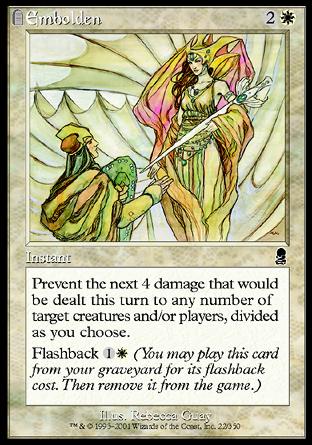 Embolden 2
Instant
Prevent the next 4 damage that would
be dealt this turn to any number of
target creatures and/or players, divided
as you choose.
Flashback 1 (You may play this card
from your graveyard for its flashback
cost. Then remove it from the game.)
Illus. Rebecca Guay
™ & © 1993-2001 Wizards of the Coast, Inc. 22/350